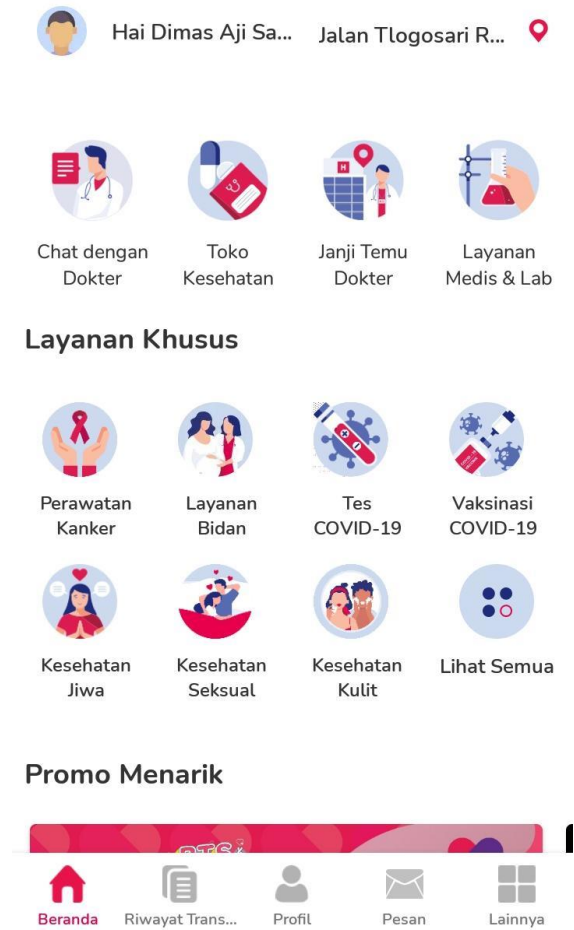 Hai Dimas Aji Sa...
Jalan Tlogosari R...
Chat dengan
Dokter
Toko
Kesehatan
Janji Temu
Dokter
Layanan
Medis & Lab
Layanan Khusus
Perawatan
Kanker
Layanan
Bidan
Tes
COVID-19
Vaksinasi
COVID-19
Kesehatan
Jiwa
Kesehatan
Seksual
Kesehatan
Kulit
Lihat Semua
Promo Menarik
Beranda
Riwayat Trans...
Profil
Pesan
Lainnya